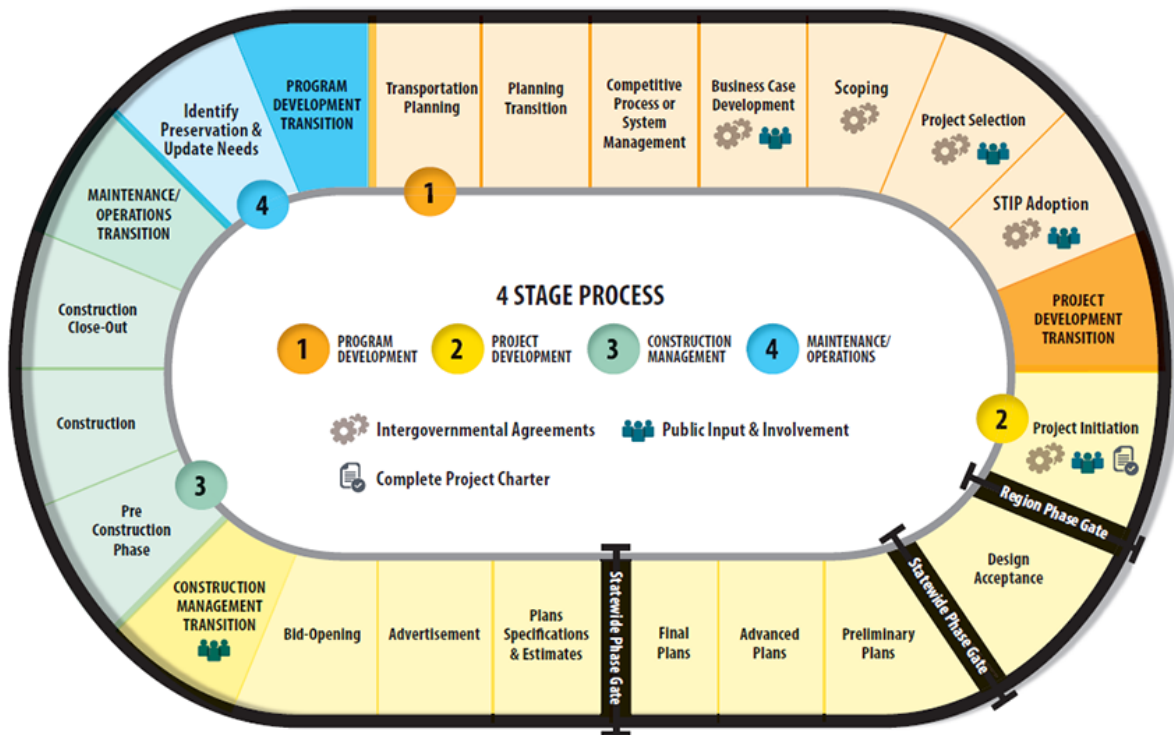 PROGRAM
DEVELOPMENT
TRANSITION
Transportation
Planning
Planning
Transition
Competitive
Process or
System
Management
Business Case
Development
Scoping
Project Selection
STIP Adoption
PROJECT
DEVELOPMENT
TRANSITION
2
Project Initiation
Region Phase Gate
Design
Acceptance
Statewide Phase Gate
Preliminary
Plans
Advanced
Plans
Final
Plans
Statewide Phase Gate
Plans
Specifications
& Estimates
Advertisement
Bid-Opening
CONSTRUCTION
MANAGEMENT
TRANSITION
3
Pre
Construction
Phase
Construction
Construction
Close-Out
MAINTENANCE/
OPERATIONS
TRANSITION
4
Identify
Preservation &
Update Needs
1
4 STAGE PROCESS
1 PROGRAM
DEVELOPMENT
2 PROJECT
DEVELOPMENT
3 CONSTRUCTION
MANAGEMENT
4 MAINTENANCE/
OPERATIONS
Intergovernmental Agreements
Public Input & Involvement
Complete Project Charter